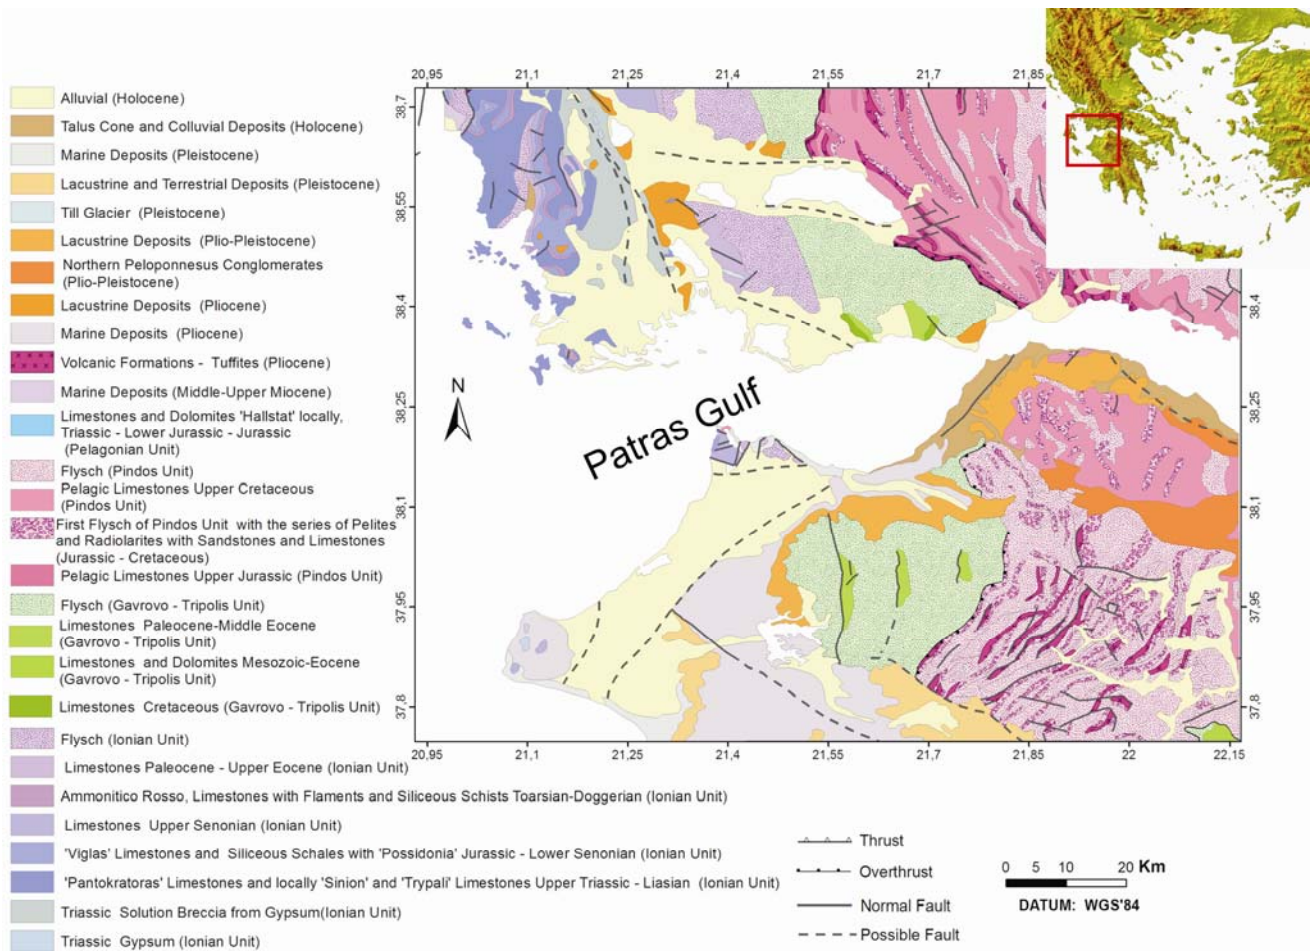 20,95 21,1 21,25 21,4 21,55 21,7 21,85
38,7
38,55
38,4
38,25
38,1
37,95
37,8
38,4
38,25
38,1
37,95
37,8
20,95 21,1 21,25 21,4 21,55 21,7 21,85 22 22,15
N
Patras Gulf
Alluvial (Holocene)
Talus Cone and Colluvial Deposits (Holocene)
Marine Deposits (Pleistocene)
Lacustrine and Terrestrial Deposits (Pleistocene)
Till Glacier (Pleistocene)
Lacustrine Deposits (Plio-Pleistocene)
Northern Peloponnesus Conglomerates
(Plio-Pleistocene)
Lacustrine Deposits (Pliocene)
Marine Deposits (Pliocene)
Volcanic Formations - Tuffites (Pliocene)
Marine Deposits (Middle-Upper Miocene)
Limestones and Dolomites 'Hallstat' locally,
Triassic - Lower Jurassic - Jurassic
(Pelagonian Unit)
Flysch (Pindos Unit)
Pelagic Limestones Upper Cretaceous
(Pindos Unit)
First Flysch of Pindos Unit with the series of Pelites
and Radiolarites with Sandstones and Limestones
(Jurassic - Cretaceous)
Pelagic Limestones Upper Jurassic (Pindos Unit)
Flysch (Gavrovo - Tripolis Unit)
Limestones Paleocene-Middle Eocene
(Gavrovo - Tripolis Unit)
Limestones and Dolomites Mesozoic-Eocene
(Gavrovo - Tripolis Unit)
Limestones Cretaceous (Gavrovo - Tripolis Unit)
Flysch (Ionian Unit)
Limestones Paleocene - Upper Eocene (Ionian Unit)
Ammonitico Rosso, Limestones with Flaments and Siliceous Schists Toarsian-Doggerian (Ionian Unit)
Limestones Upper Senonian (Ionian Unit)
'Viglas' Limestones and Siliceous Schales with 'Possidonia' Jurassic - Lower Senonian (Ionian Unit)
'Pantokratoras' Limestones and locally 'Sinion' and 'Trypali' Limestones Upper Triassic - Liasian (Ionian Unit)
Triassic Solution Breccia from Gypsum(Ionian Unit)
Triassic Gypsum (Ionian Unit)
Thrust
Overthrust
Normal Fault
Possible Fault
0 5 10 20 Km
DATUM: WGS'84